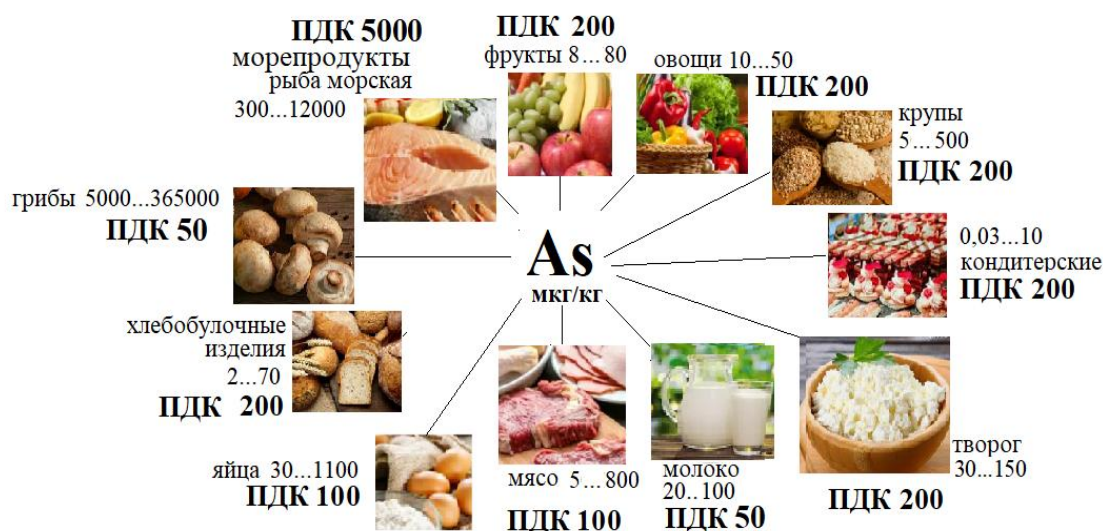 ПДК 5000
морепродукты
рыба морская
300...12000
ПДК 200
фрукты 8... 80
овощи 10...50
ПДК 200
крупы
5...500
ПДК 200
грибы 5000...365000
ПДК 50
As
мкг/кг
0,03...10
кондитерские
ПДК 200
хлебобулочные
изделия
2...70
ПДК 200
яйца 30...1100
ПДК 100
мясо 5...800
ПДК 100
молоко
20...100
ПДК 50
творог
30...150
ПДК 200